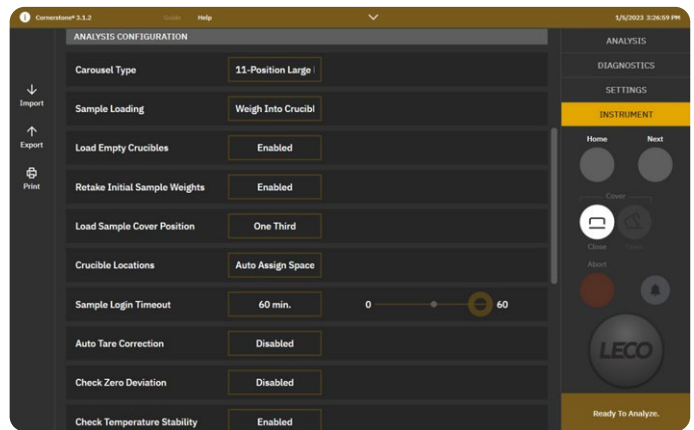 Cornerstone® 3.1.2 Guide Help 1/5/2023 3:26:59 PM
ANALYSIS CONFIGURATION
Carousel Type 11-Position Large
Sample Loading Weigh Into Crucibl
Load Empty Crucibles Enabled
Retake Initial Sample Weights Enabled
Load Sample Cover Position One Third
Crucible Locations Auto Assign Space
Sample Login Timeout 60 min. 0 60
Auto Tare Correction Disabled
Check Zero Deviation Disabled
Check Temperature Stability Enabled
Import
Export
Print
ANALYSIS
DIAGNOSTICS
SETTINGS
INSTRUMENT
Home Next
Cover
Close Open
Abort
LECO
Ready To Analyze.